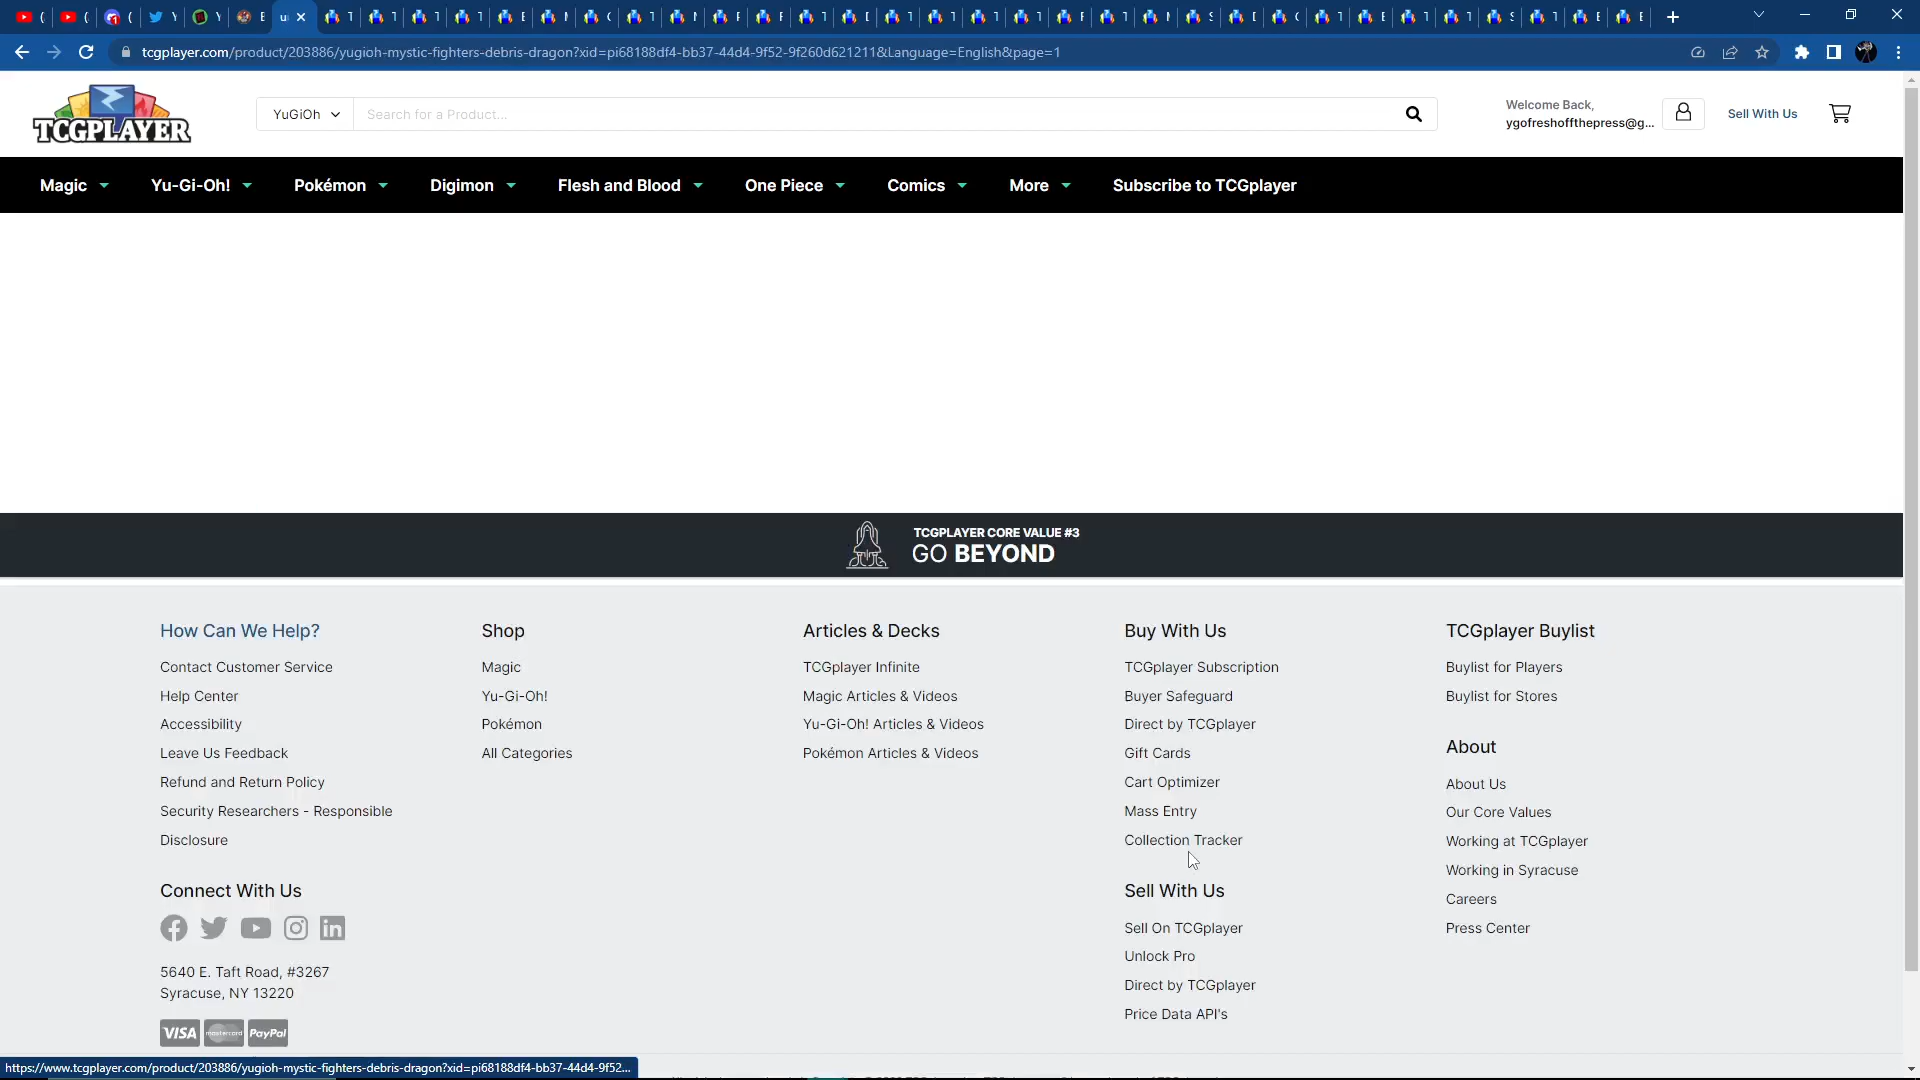 tcgplayer.com/product/203886/yugioh-mystic-fighters-debris-dragon?xid=pi68188df4-bb37-44d4-9f52-9f260d621211&Language=English&page=1
TCGPLAYER
YuGiOh
Search for a Product...
Welcome Back,
ygofreshoffthepress@g...
Sell With Us
Magic
Yu-Gi-Oh!
Pokémon
Digimon
Flesh and Blood
One Piece
Comics
More
Subscribe to TCGplayer
TCGPLAYER CORE VALUE #3
GO BEYOND
How Can We Help?
Contact Customer Service
Help Center
Accessibility
Leave Us Feedback
Refund and Return Policy
Security Researchers - Responsible
Disclosure
Connect With Us
5640 E. Taft Road, #3267
Syracuse, NY 13220
VISA
mastercard
PayPal
Shop
Magic
Yu-Gi-Oh!
Pokémon
All Categories
Articles & Decks
TCGplayer Infinite
Magic Articles & Videos
Yu-Gi-Oh! Articles & Videos
Pokémon Articles & Videos
Buy With Us
TCGplayer Subscription
Buyer Safeguard
Direct by TCGplayer
Gift Cards
Cart Optimizer
Mass Entry
Collection Tracker
Sell With Us
Sell On TCGplayer
Unlock Pro
Direct by TCGplayer
Price Data API's
TCGplayer Buylist
Buylist for Players
Buylist for Stores
About
About Us
Our Core Values
Working at TCGplayer
Working in Syracuse
Careers
Press Center
https://www.tcgplayer.com/product/203886/yugioh-mystic-fighters-debris-dragon?xid=pi68188df4-bb37-44d4-9f52...